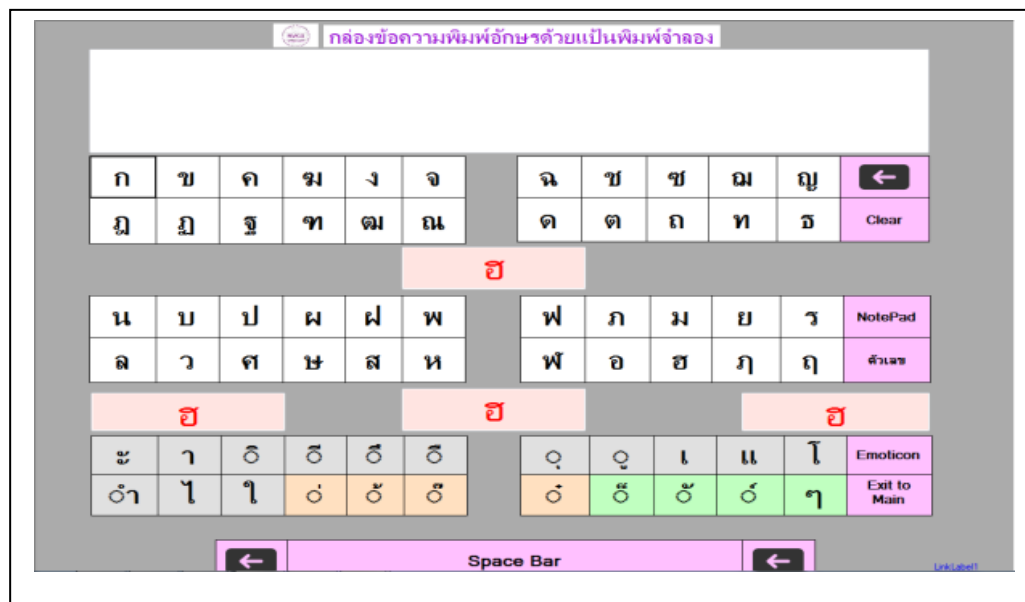 กล่องข้อความพิมพ์อักษรด้วยแป้นพิมพ์จำลอง
ก ข ค ฆ ง จ ฉ ช ซ ฌ ญ
ฎ ฏ ฐ ฑ ฒ ณ ด ต ถ ท ธ Clear
ฮ
น บ ป ผ ฝ พ ฟ ภ ม ย ร NotePad
ล ว ศ ษ ส ห ฬ อ ฮ ฦ ฤ ตัวเลข
ฮ ฮ ฮ
ะ า ิ ี ึ ื ุ ู เ แ โ Emoticon
ำ ไ ใ ่ ้ ๊ ๋ ็ ั ์ ๆ Exit to Main
Space Bar
LinkLabel1